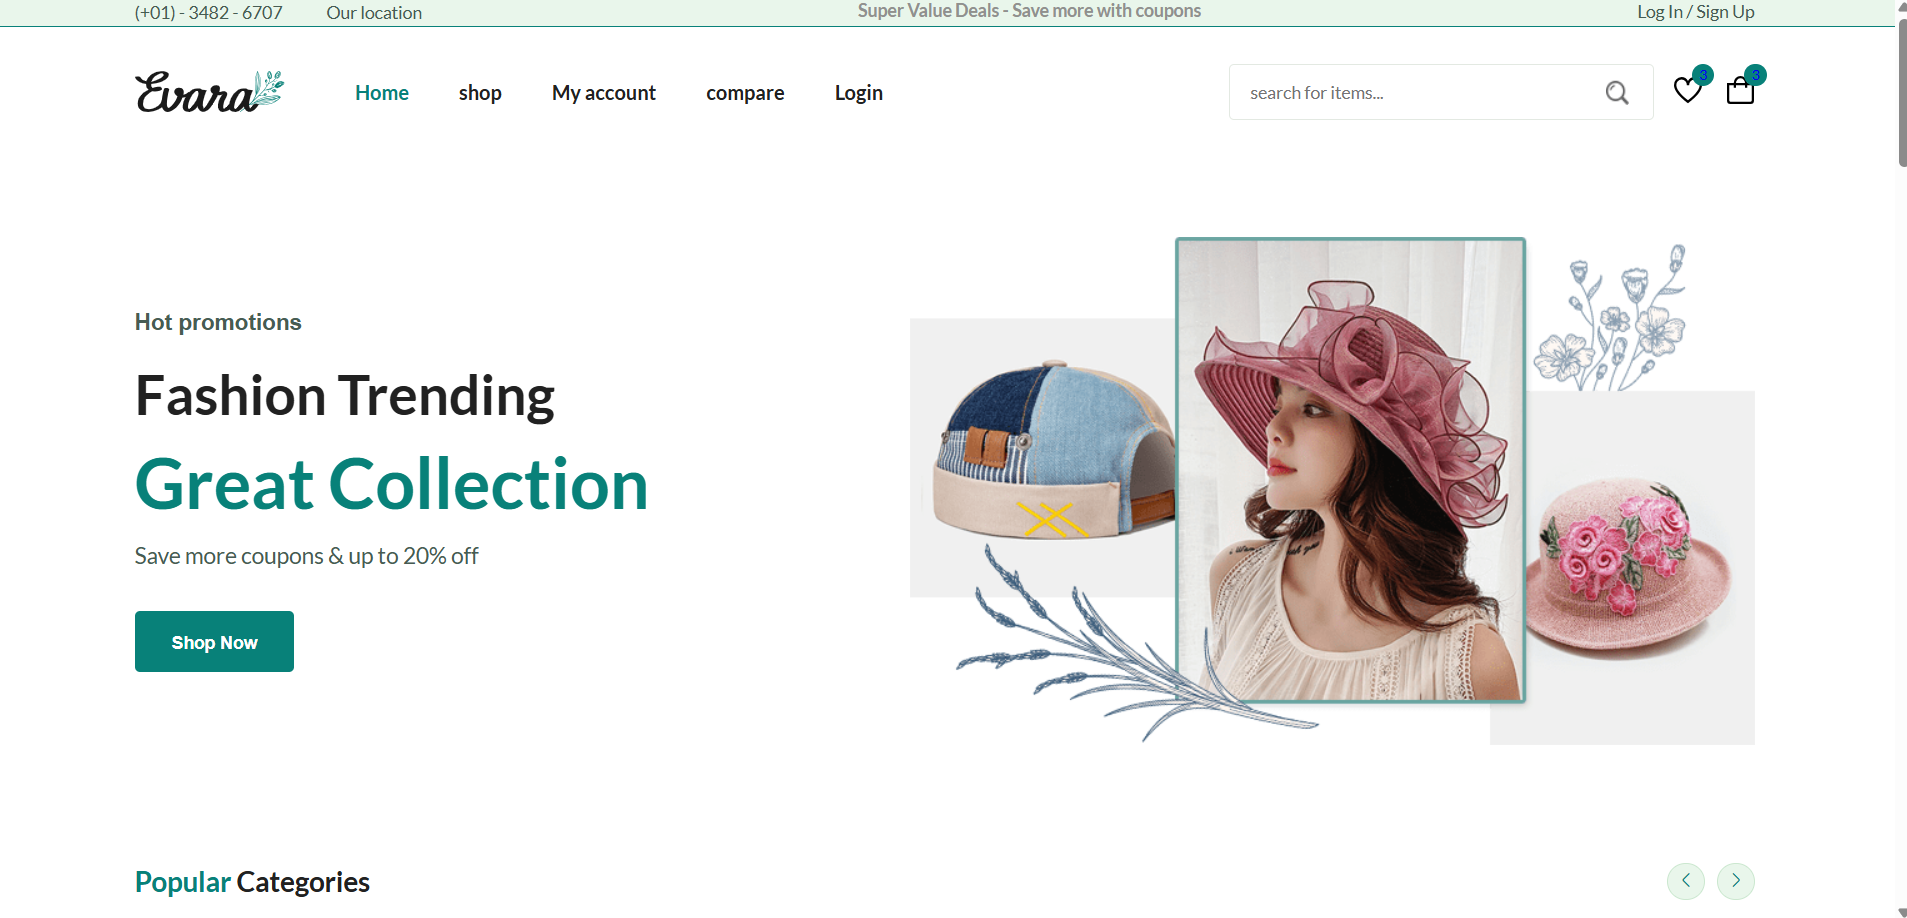 (+01) - 3482 - 6707 Our location Super Value Deals - Save more with coupons Log In / Sign Up
Evara Home shop My account compare Login search for items... 3 3
Hot promotions
Fashion Trending
Great Collection
Save more coupons & up to 20% off
Shop Now
Popular Categories